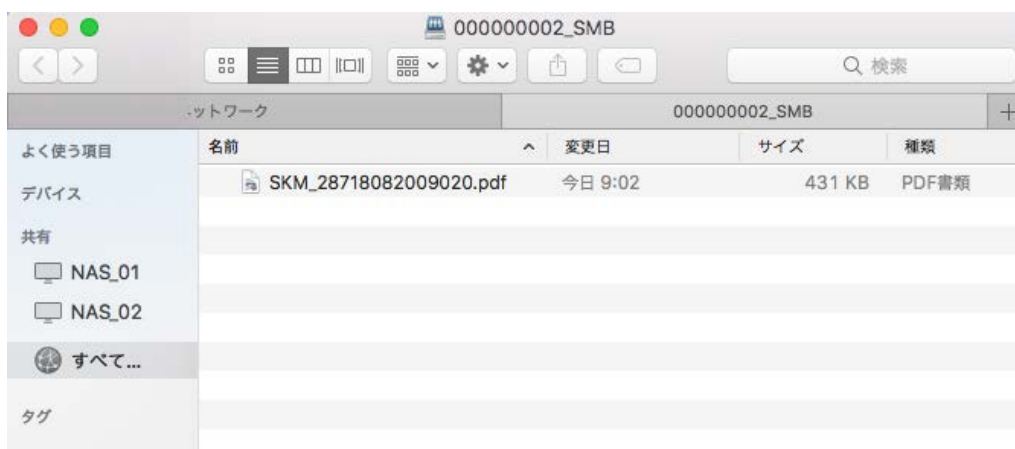 000000002_SMB
検索
ットワーク
000000002_SMB
よく使う項目
デバイス
共有
NAS_01
NAS_02
すべて...
タグ
名前 変更日 サイズ 種類
SKM_28718082009020.pdf 今日 9:02 431 KB PDF書類